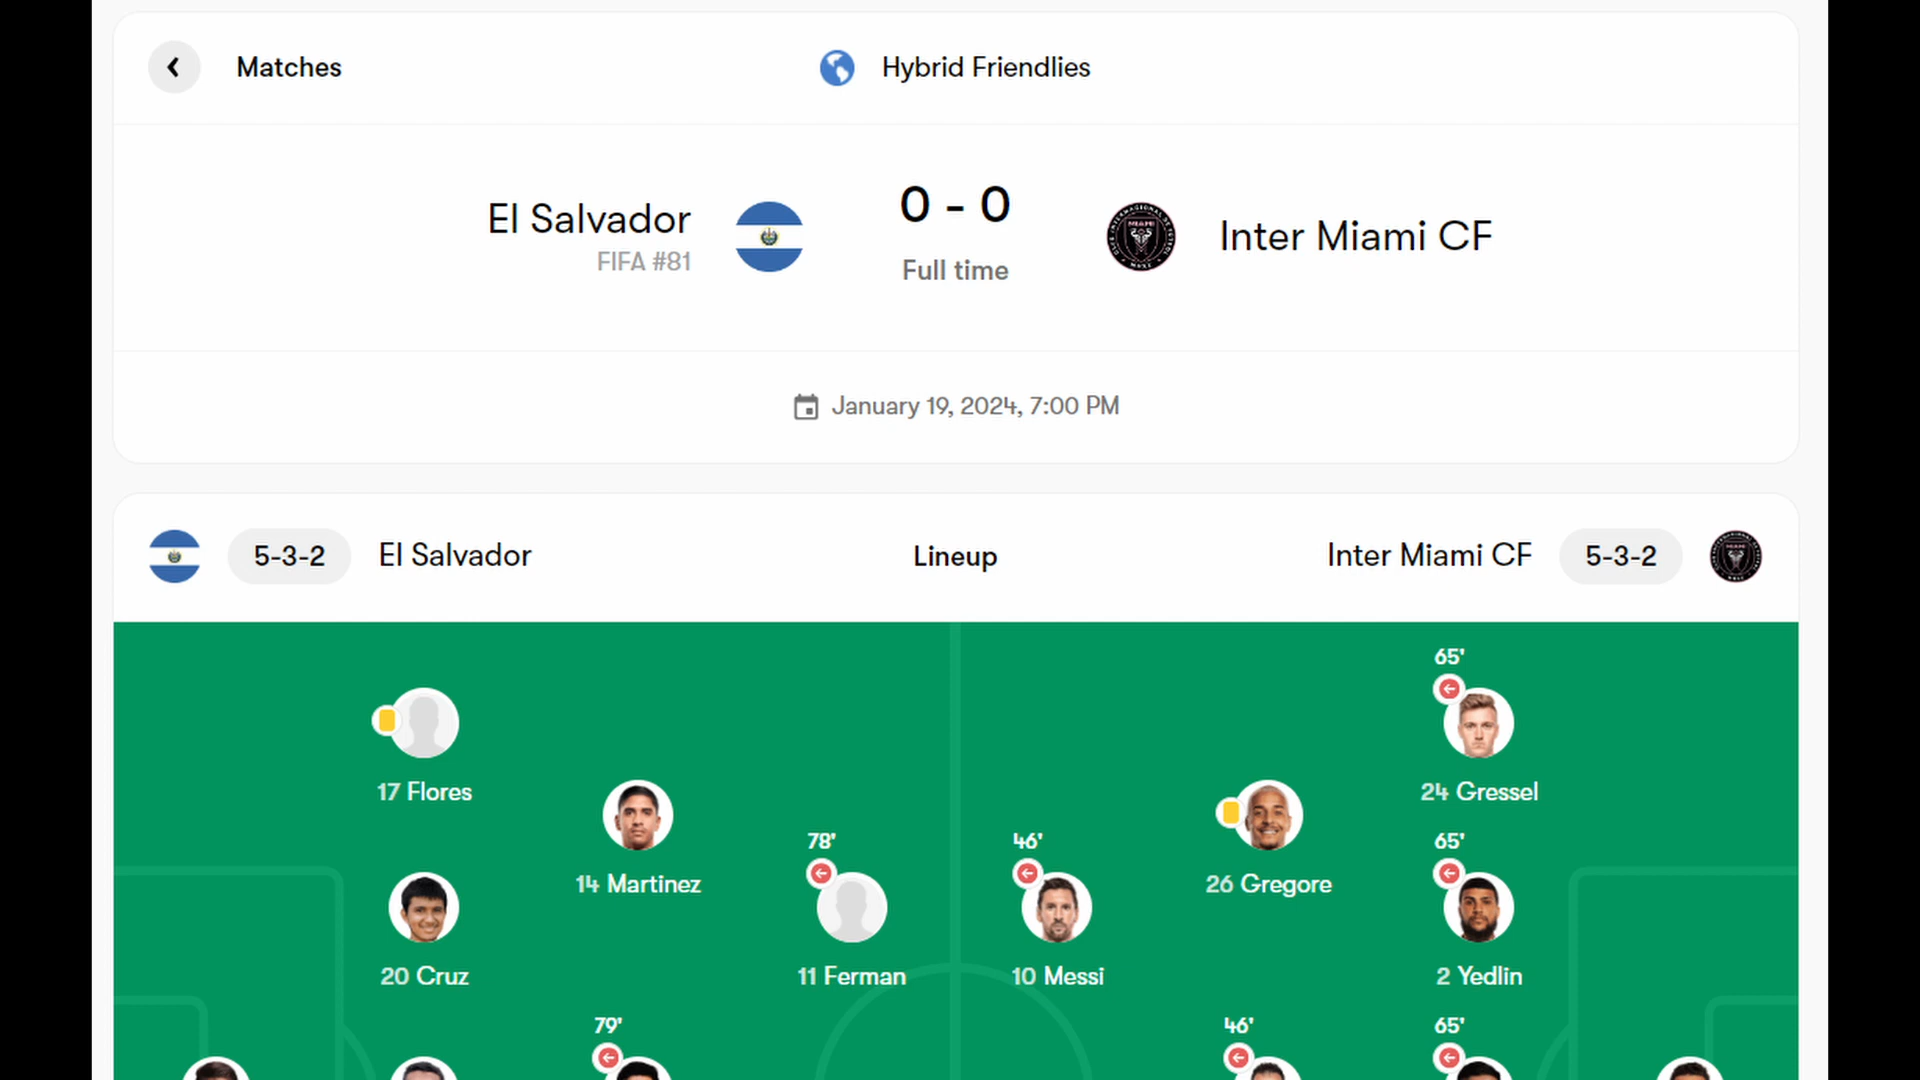 Matches
Hybrid Friendlies
El Salvador
FIFA #81
0 - 0
Full time
Inter Miami CF
January 19, 2024, 7:00 PM
5-3-2
El Salvador
Lineup
Inter Miami CF
5-3-2
65'
17 Flores
24 Gressel
14 Martinez
78'
46'
26 Gregore
65'
20 Cruz
11 Ferman
10 Messi
2 Yedlin
79'
46'
65'